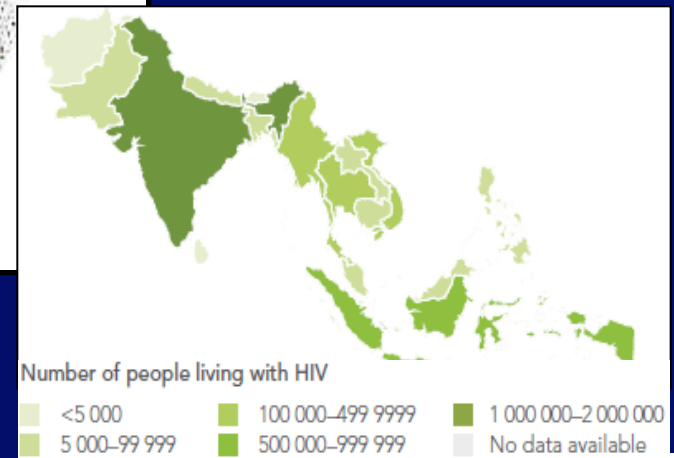 Number of people living with HIV
<5 000
100 000–499 9999
1 000 000–2 000 000
5 000–99 999
500 000–999 999
No data available